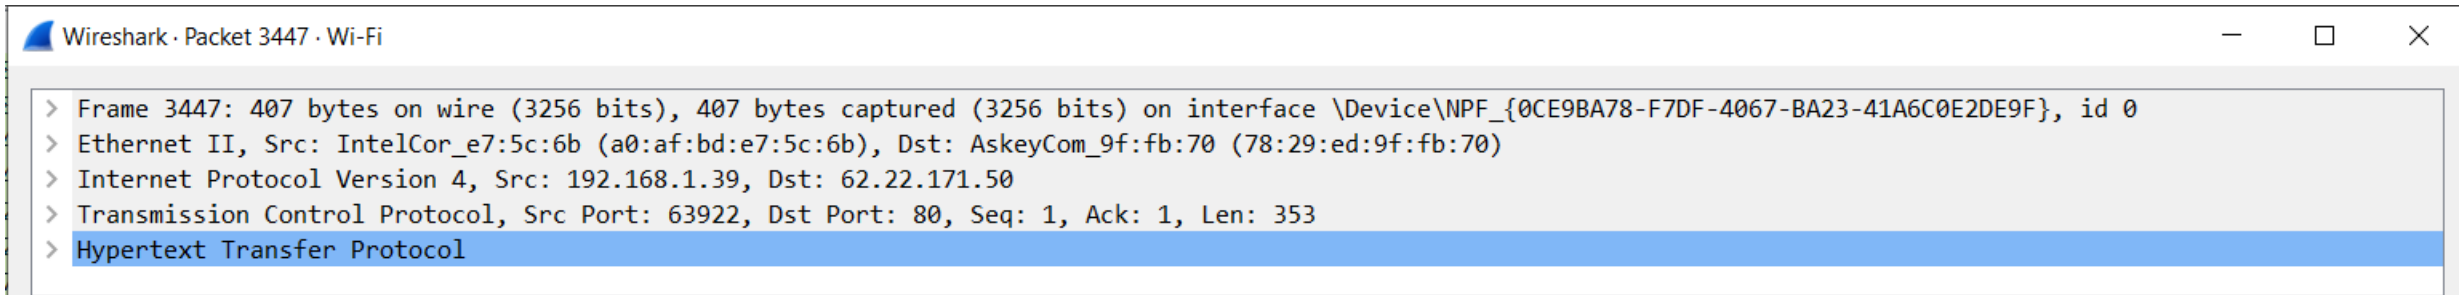 Wireshark · Packet 3447 · Wi-Fi
Frame 3447: 407 bytes on wire (3256 bits), 407 bytes captured (3256 bits) on interface \Device\NPF_{0CE9BA78-F7DF-4067-BA23-41A6C0E2DE9F}, id 0
Ethernet II, Src: IntelCor_e7:5c:6b (a0:af:bd:e7:5c:6b), Dst: AskeyCom_9f:fb:70 (78:29:ed:9f:fb:70)
Internet Protocol Version 4, Src: 192.168.1.39, Dst: 62.22.171.50
Transmission Control Protocol, Src Port: 63922, Dst Port: 80, Seq: 1, Ack: 1, Len: 353
Hypertext Transfer Protocol